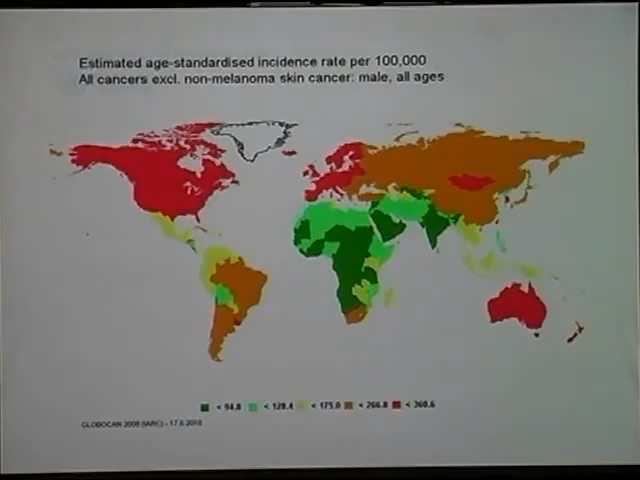 Estimated age-standardised incidence rate per 100,000
All cancers excl. non-melanoma skin cancer: male, all ages
< 94.8 < 128.4 < 175.0 < 266.8 < 360.6
GLOBOCAN 2008 (IARC) - 17.6.2010